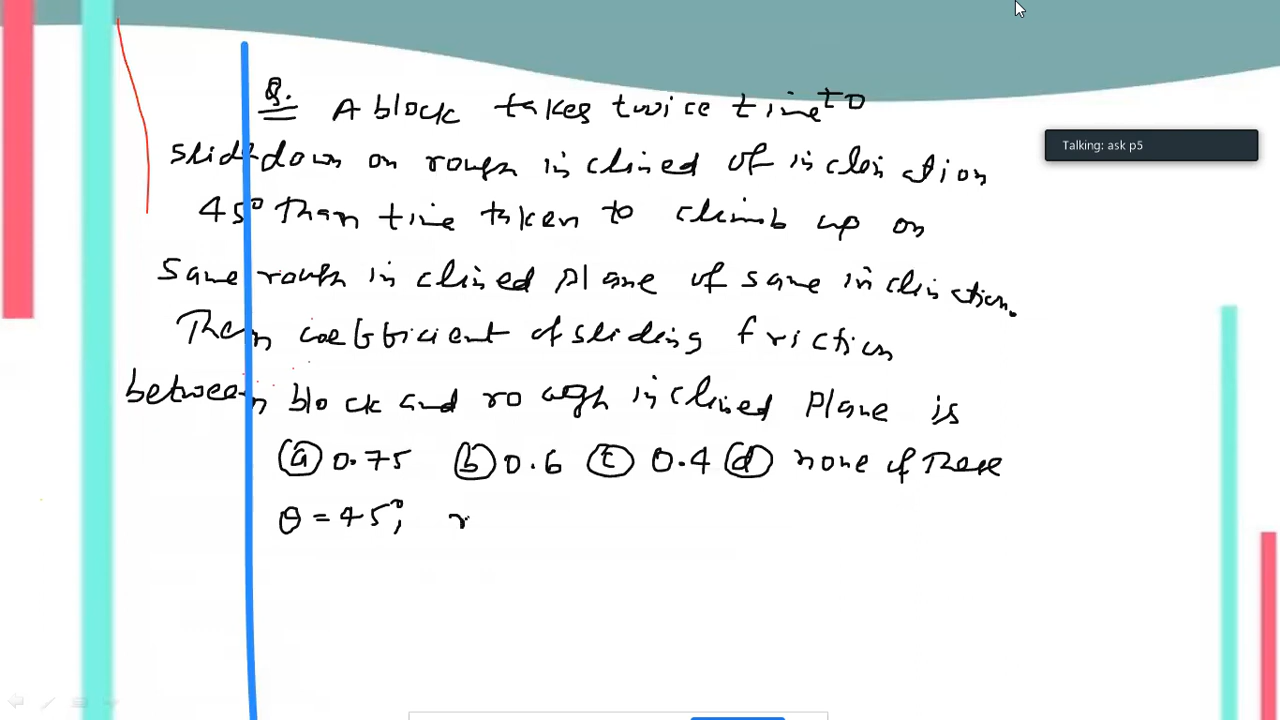 Q. A block takes twice time to
slide down on rough inclined of inclination
45° Than time taken to climb up on
same rough inclined plane of same inclination.
Then coefficient of sliding friction
between block and rough inclined plane is
(a) 0.75 (b) 0.6 (c) 0.4 (d) none of These
θ = 45°, r
Talking: ask p5